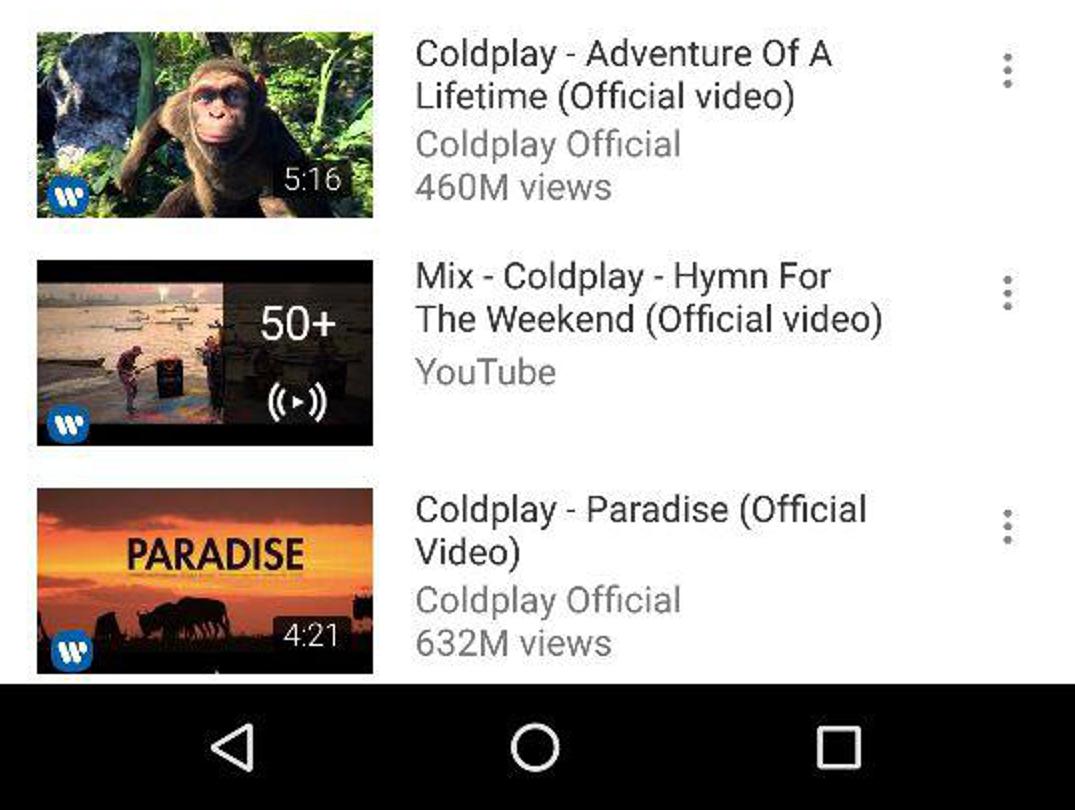 Coldplay - Adventure Of A
Lifetime (Official video)
Coldplay Official
460M views
5:16
Mix - Coldplay - Hymn For
The Weekend (Official video)
YouTube
50+
Coldplay - Paradise (Official
Video)
Coldplay Official
632M views
PARADISE
4:21